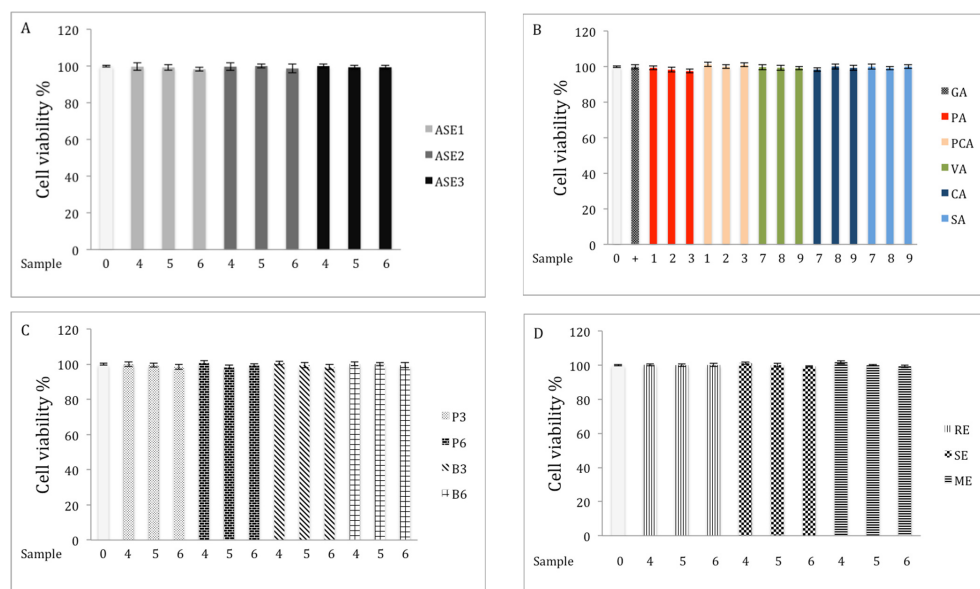 A
120
100
80
60
40
20
0
Cell viability %
Sample 0 4 5 6 4 5 6 4 5 6
ASE1
ASE2
ASE3
B
120
100
80
60
40
20
0
Cell viability %
Sample 0 + 1 2 3 1 2 3 7 8 9 7 8 9 7 8 9
GA
PA
PCA
VA
CA
SA
C
120
100
80
60
40
20
0
Cell viability %
Sample 0 4 5 6 4 5 6 4 5 6 4 5 6
P3
P6
B3
B6
D
120
100
80
60
40
20
0
Cell viability %
Sample 0 4 5 6 4 5 6 4 5 6
RE
SE
ME